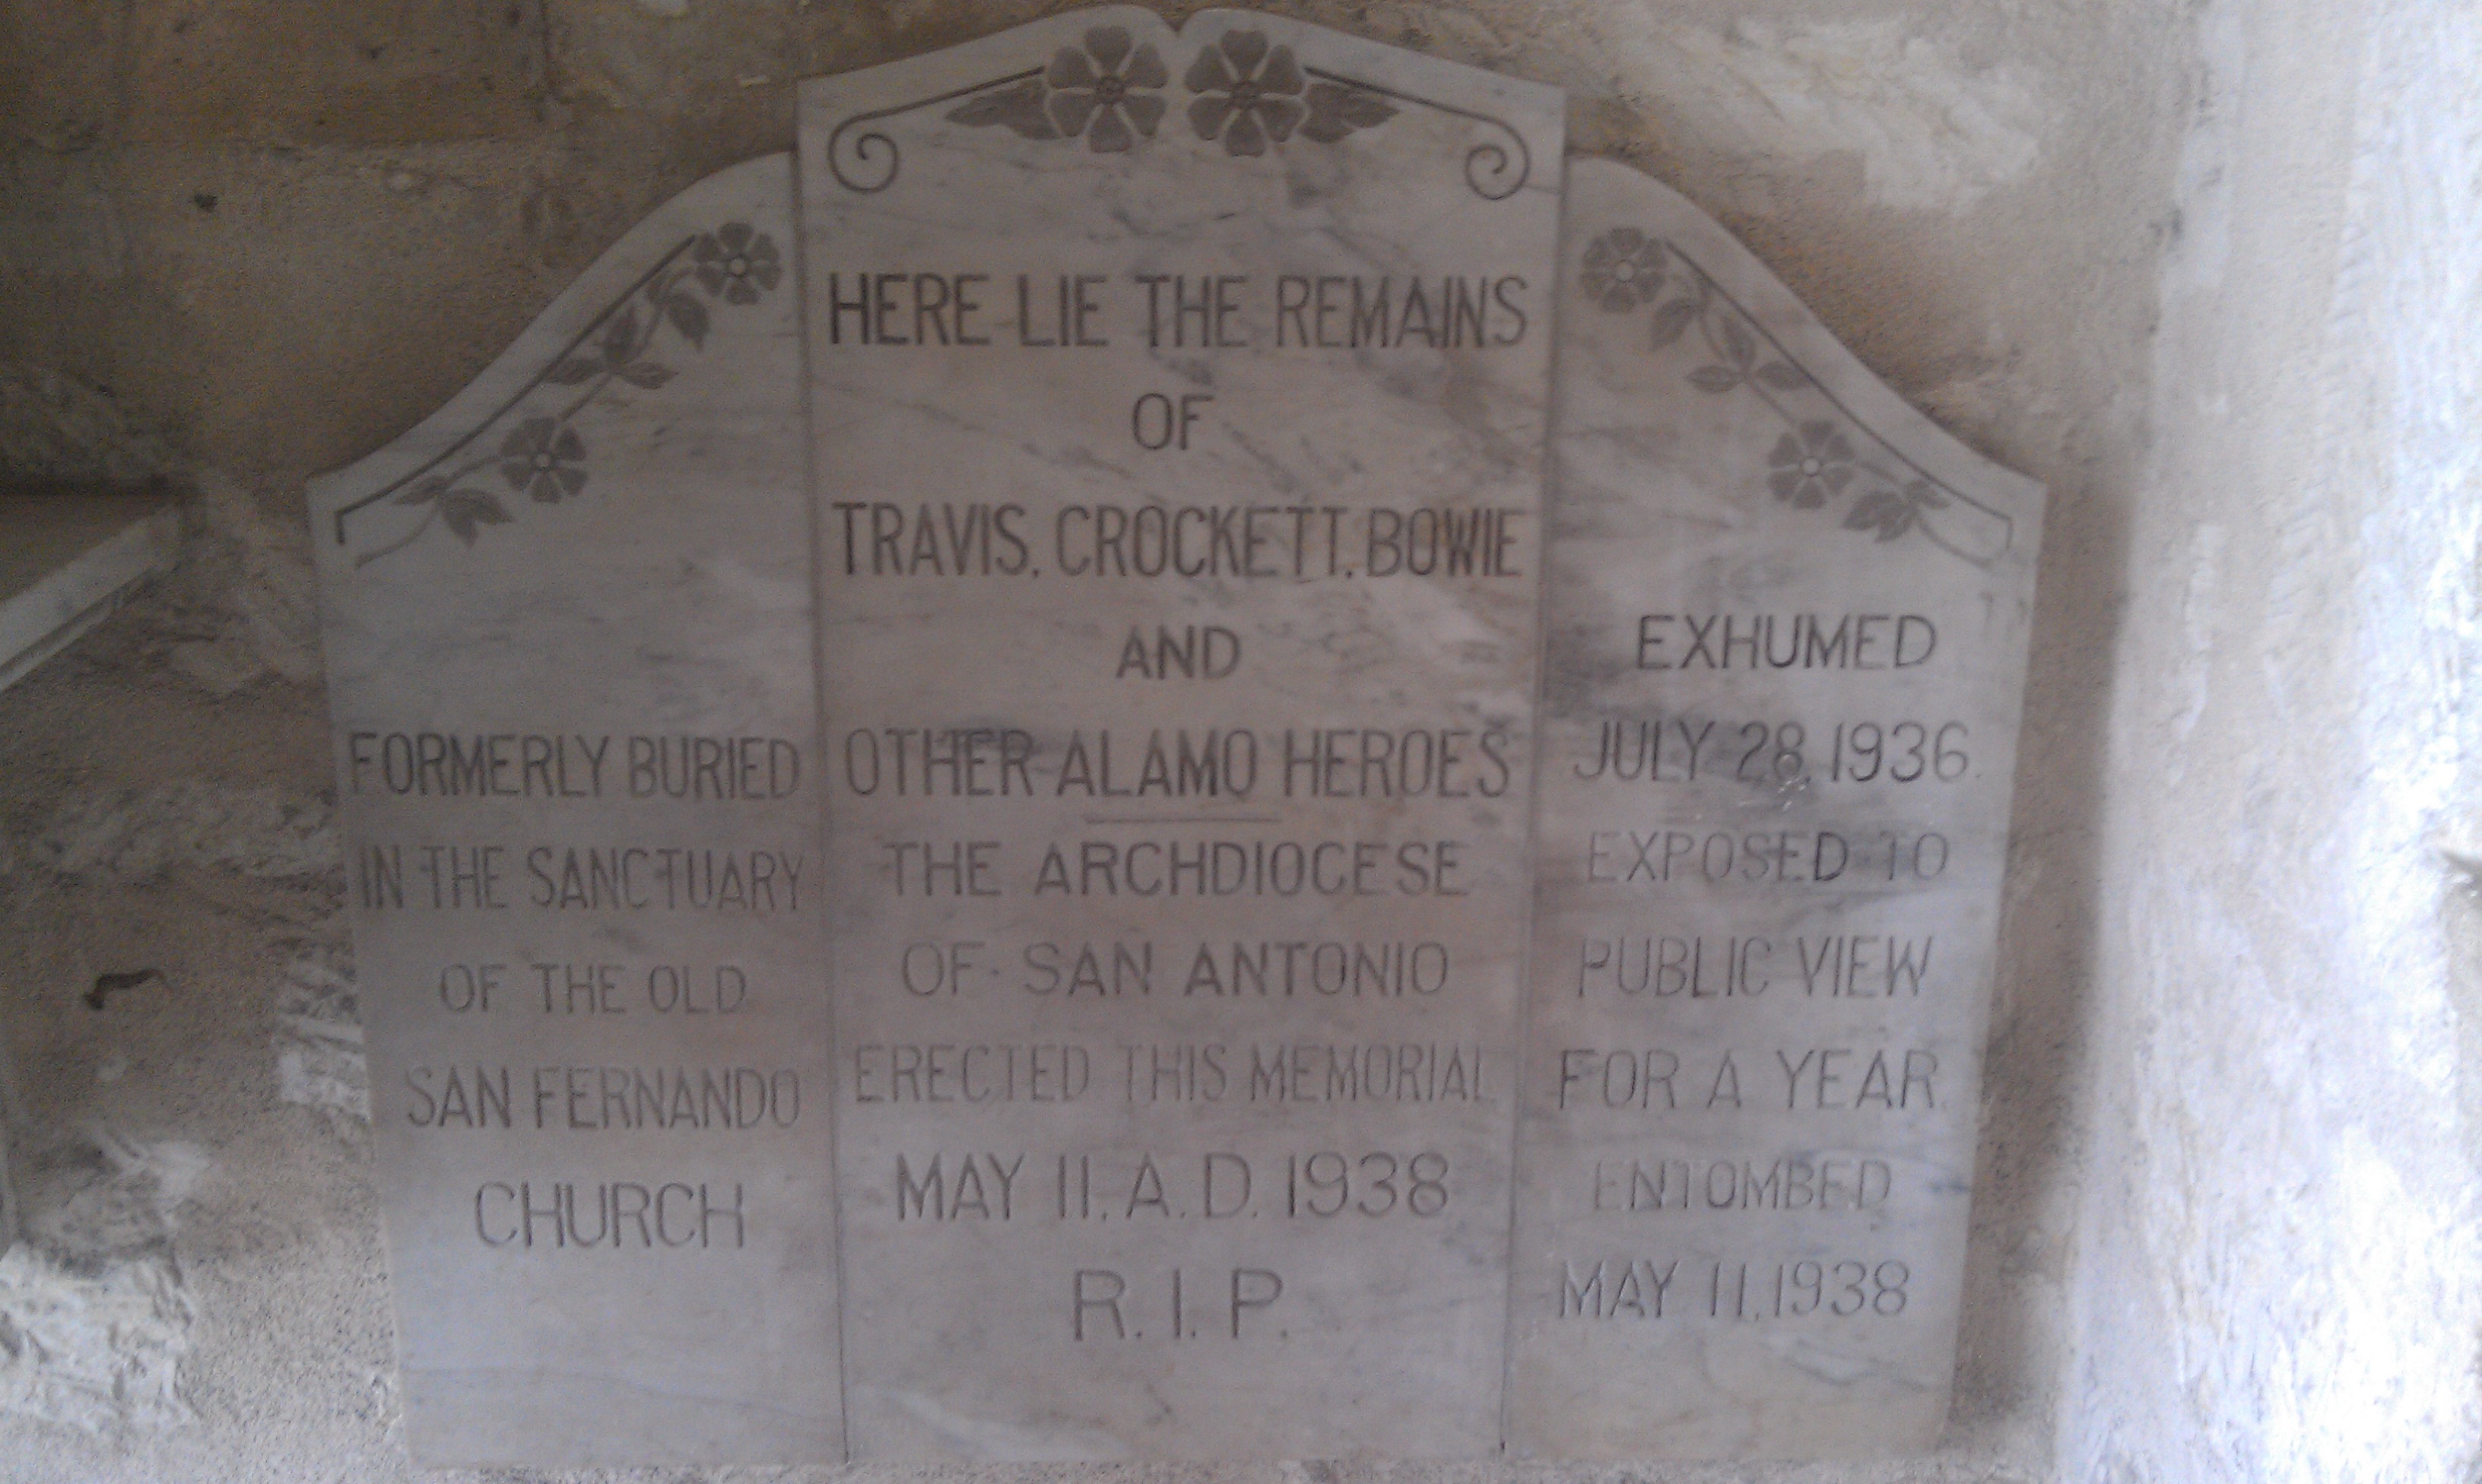 HERE LIE THE REMAINS
OF
TRAVIS, CROCKETT, BOWIE
AND
OTHER ALAMO HEROES
THE ARCHDIOCESE
OF SAN ANTONIO
ERECTED THIS MEMORIAL
MAY 11, A.D. 1938
R.I.P.
FORMERLY BURIED
IN THE SANCTUARY
OF THE OLD
SAN FERNANDO
CHURCH
EXHUMED
JULY 28, 1936.
EXPOSED TO
PUBLIC VIEW
FOR A YEAR.
ENTOMBED
MAY 11, 1938